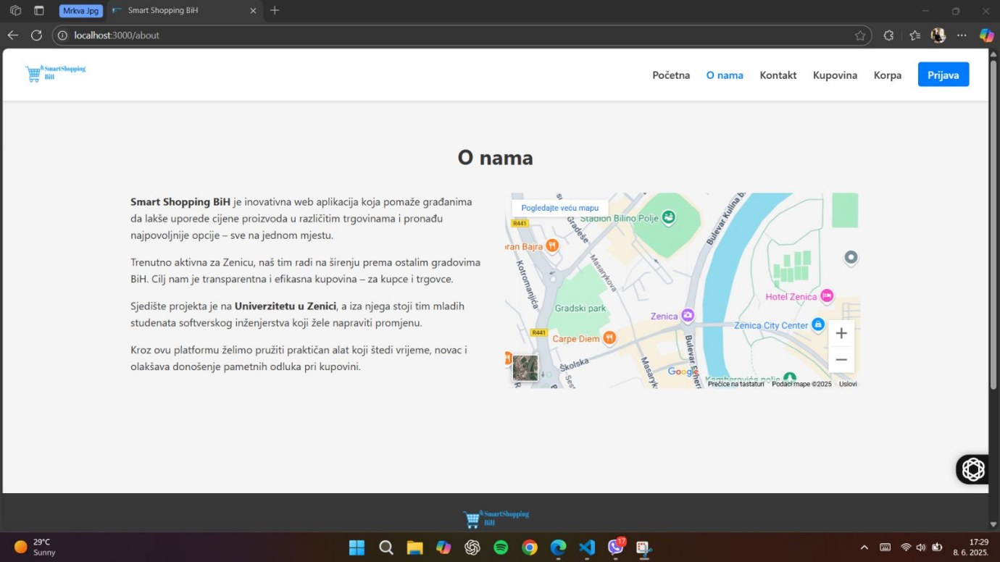 Mrkva Jpg
Smart Shopping BiH
localhost:3000/about
SmartShopping
BiH
Početna
O nama
Kontakt
Kupovina
Korpa
Prijava
O nama
Smart Shopping BiH je inovativna web aplikacija koja pomaže građanima
da lakše uporede cijene proizvoda u različitim trgovinama i pronađu
najpovoljnije opcije – sve na jednom mjestu.
Trenutno aktivna za Zenicu, naš tim radi na širenju prema ostalim gradovima
BiH. Cilj nam je transparentna i efikasna kupovina – za kupce i trgovce.
Sjedište projekta je na Univerzitetu u Zenici, a iza njega stoji tim mladih
studenata softverskog inženjerstva koji žele napraviti promjenu.
Kroz ovu platformu želimo pružiti praktičan alat koji štedi vrijeme, novac i
olakšava donošenje pametnih odluka pri kupovini.
Pogledajte veću mapu
R441
Stadion Bilino Polje
Bulevar Kulina b
ran Bajra
Gradeše
Masarykova
Kotromanjića
Gradski park
Hotel Zenica
Zenica
Zenica City Center
R441
Carpe Diem
Školska
Masaryk
Bulevar Ezherr
Google
Kamberovića polje
Prečice na tastaturi
Podaci mape ©2025
Uslovi
SmartShopping
BiH
29°C
Sunny
17
17:29
8. 6. 2025.